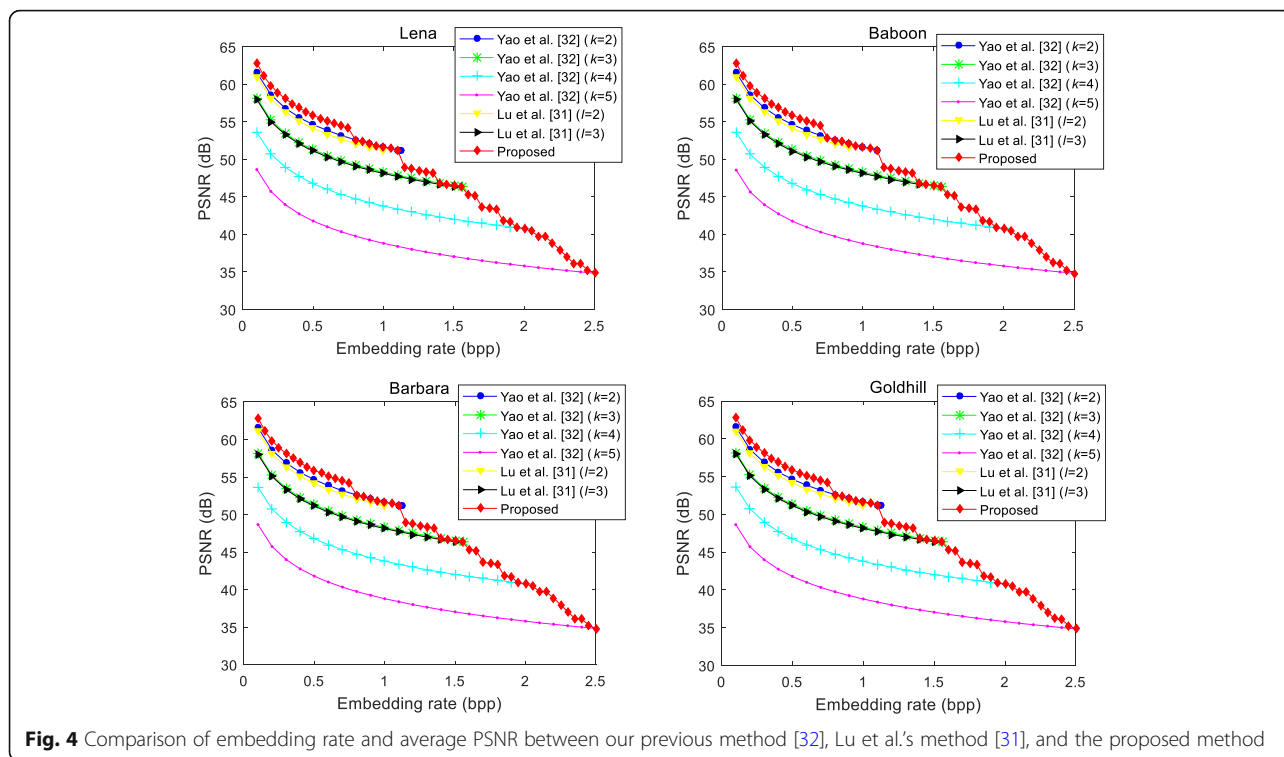 Lena
Yao et al. [32] (k=2)
Yao et al. [32] (k=3)
Yao et al. [32] (k=4)
Yao et al. [32] (k=5)
Lu et al. [31] (l=2)
Lu et al. [31] (l=3)
Proposed
PSNR (dB)
65
60
55
50
45
40
35
30
0 0.5 1 1.5 2 2.5
Embedding rate (bpp)
Baboon
Yao et al. [32] (k=2)
Yao et al. [32] (k=3)
Yao et al. [32] (k=4)
Yao et al. [32] (k=5)
Lu et al. [31] (l=2)
Lu et al. [31] (l=3)
Proposed
PSNR (dB)
65
60
55
50
45
40
35
30
0 0.5 1 1.5 2 2.5
Embedding rate (bpp)
Barbara
Yao et al. [32] (k=2)
Yao et al. [32] (k=3)
Yao et al. [32] (k=4)
Yao et al. [32] (k=5)
Lu et al. [31] (l=2)
Lu et al. [31] (l=3)
Proposed
PSNR (dB)
65
60
55
50
45
40
35
30
0 0.5 1 1.5 2 2.5
Embedding rate (bpp)
Goldhill
Yao et al. [32] (k=2)
Yao et al. [32] (k=3)
Yao et al. [32] (k=4)
Yao et al. [32] (k=5)
Lu et al. [31] (l=2)
Lu et al. [31] (l=3)
Proposed
PSNR (dB)
65
60
55
50
45
40
35
30
0 0.5 1 1.5 2 2.5
Embedding rate (bpp)
Fig. 4 Comparison of embedding rate and average PSNR between our previous method [32], Lu et al.'s method [31], and the proposed method